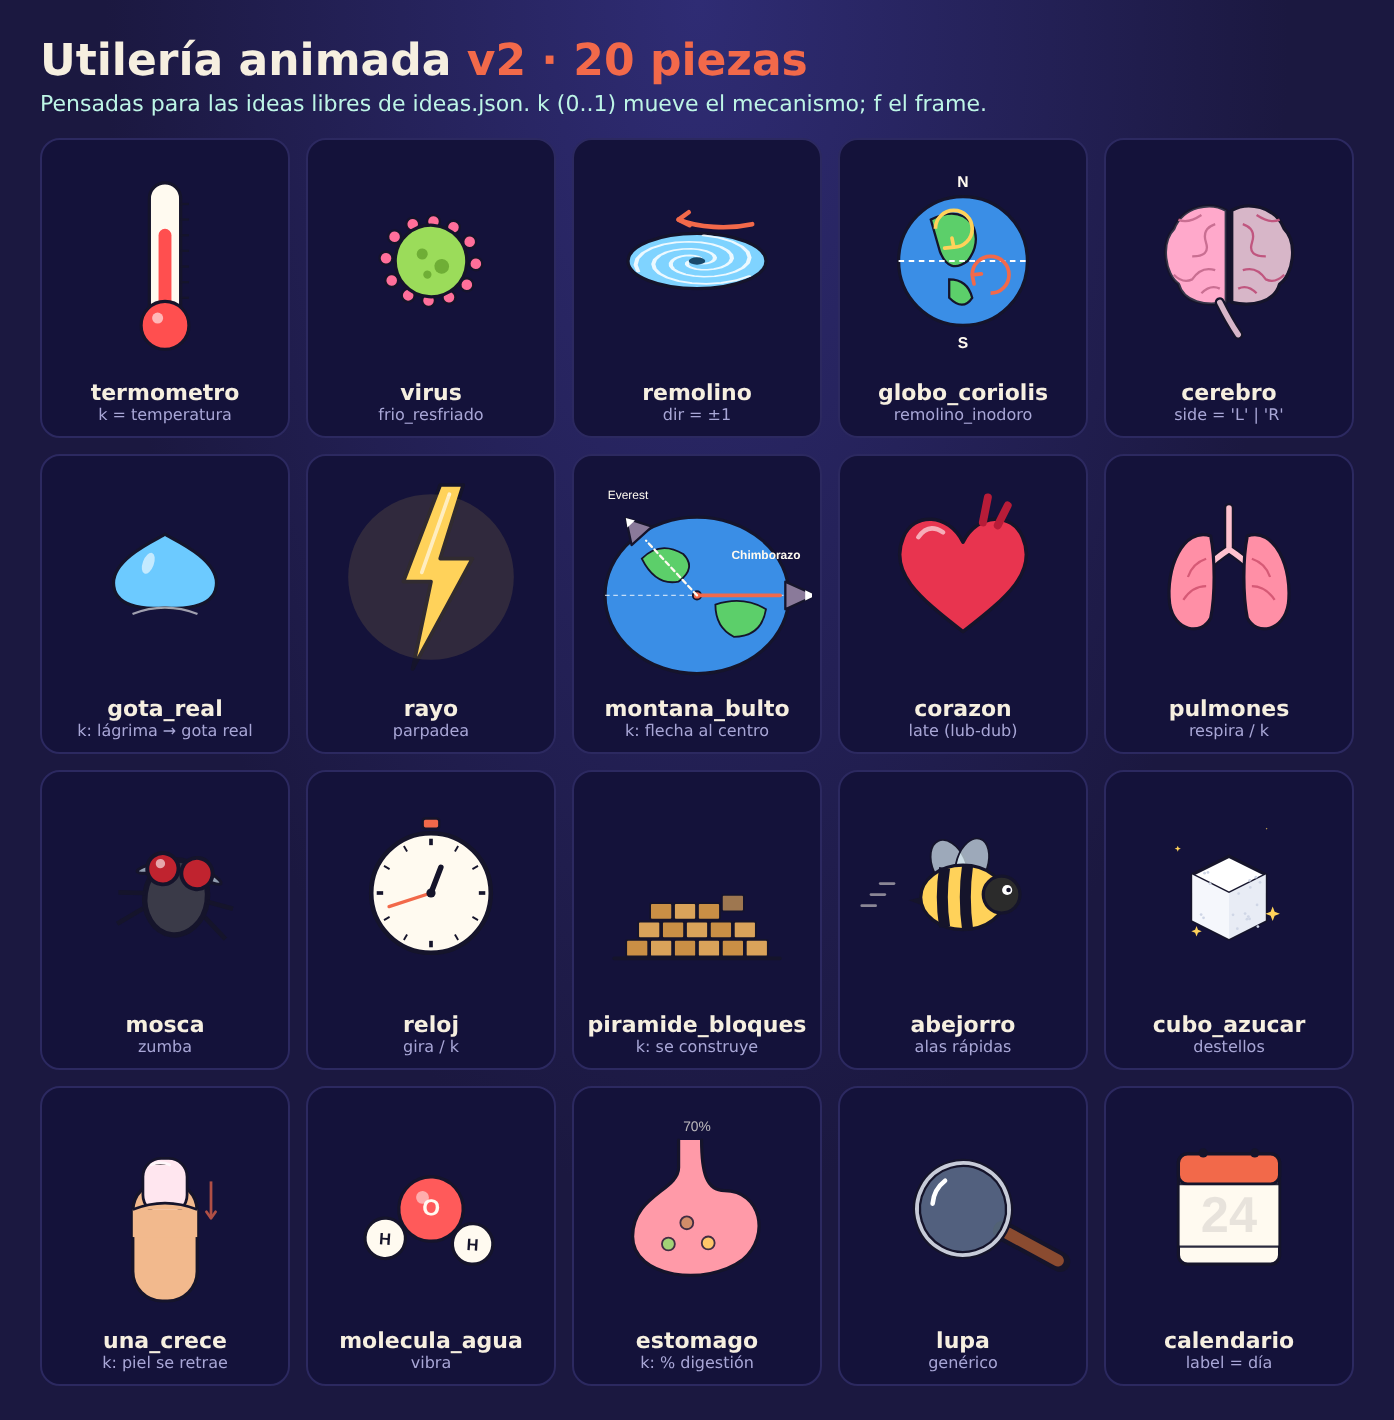 Utilería animada v2 · 20 piezas
Pensadas para las ideas libres de ideas.json. k (0..1) mueve el mecanismo; f el frame.
termometro
k = temperatura
virus
frio_resfriado
remolino
dir = ±1
N
S
globo_coriolis
remolino_inodoro
cerebro
side = 'L' | 'R'
gota_real
k: lágrima → gota real
rayo
parpadea
Everest
Chimborazo
montana_bulto
k: flecha al centro
corazon
late (lub-dub)
pulmones
respira / k
mosca
zumba
reloj
gira / k
piramide_bloques
k: se construye
abejorro
alas rápidas
cubo_azucar
destellos
una_crece
k: piel se retrae
O
H
H
molecula_agua
vibra
70%
estomago
k: % digestión
lupa
genérico
24
calendario
label = día